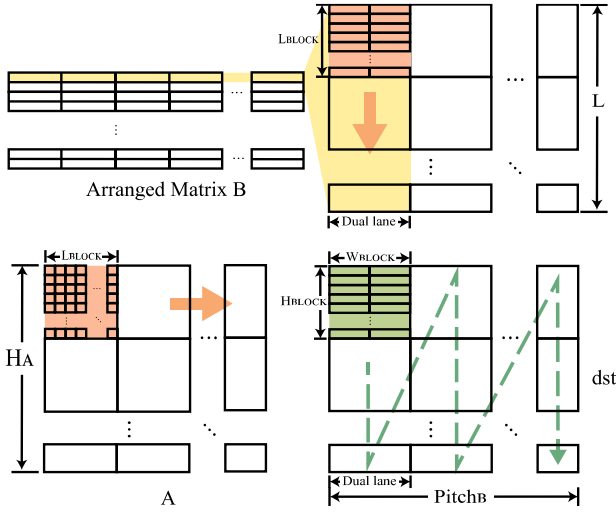 LBLOCK
L
Arranged Matrix B
Dual lane
LBLOCK
HA
A
WBLOCK
HBLOCK
dst
Dual lane
PitchB